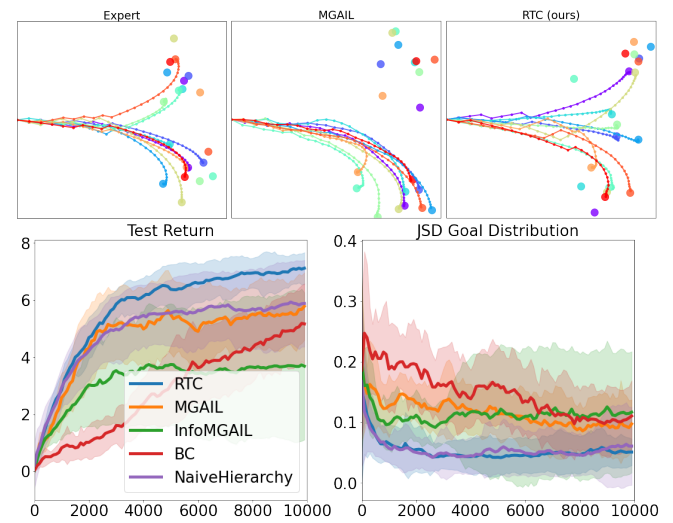 Expert
MGAIL
RTC (ours)
Test Return
JSD Goal Distribution
8
6
4
2
0
RTC
MGAIL
InfoMGAIL
BC
NaiveHierarchy
0
2000
4000
6000
8000
10000
0.4
0.3
0.2
0.1
0.0
0
2000
4000
6000
8000
10000